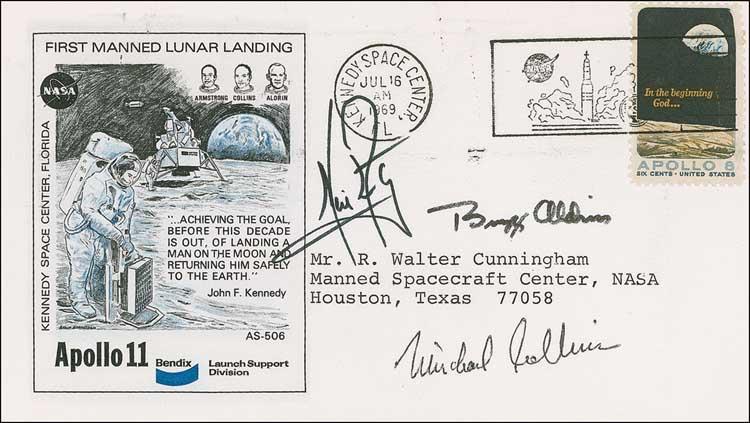 FIRST MANNED LUNAR LANDING
NASA
ARMSTRONG COLLINS ALDRIN
KENNEDY SPACE CENTER, FLORIDA
"...ACHIEVING THE GOAL,
BEFORE THIS DECADE
IS OUT, OF LANDING A
MAN ON THE MOON AND
RETURNING HIM SAFELY
TO THE EARTH."
John F. Kennedy
AS-506
Apollo 11
Bendix
Launch Support
Division
KENNEDY SPACE CENTER,
JUL 16
AM
1969
FL
In the beginning
God...
APOLLO 8
SIX CENTS · UNITED STATES
Buzz Aldrin
Mr. R. Walter Cunningham
Manned Spacecraft Center, NASA
Houston, Texas 77058
Michael Collins